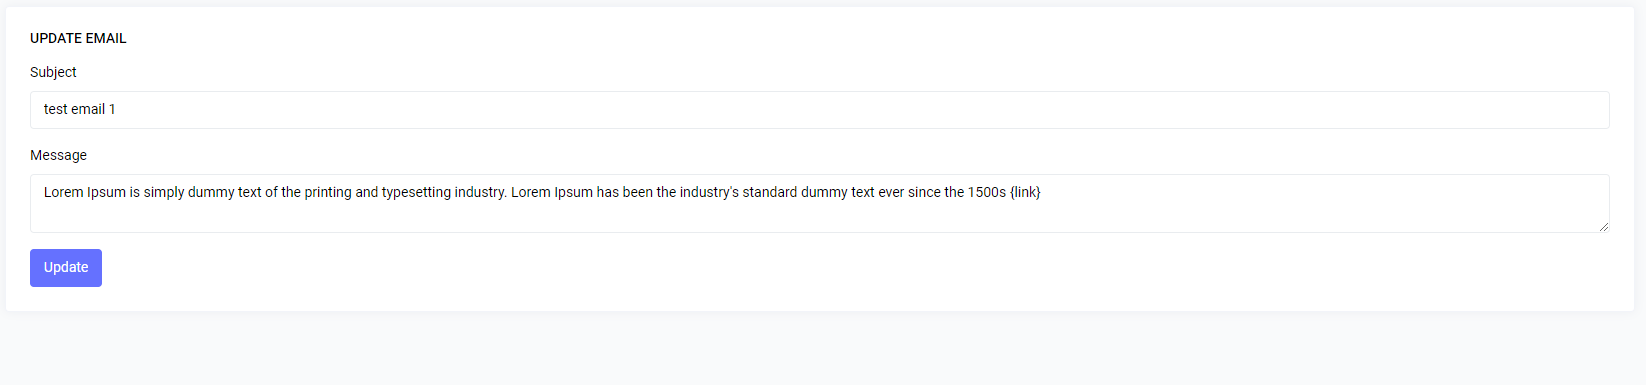 UPDATE EMAIL
Subject
test email 1
Message
Lorem Ipsum is simply dummy text of the printing and typesetting industry. Lorem Ipsum has been the industry's standard dummy text ever since the 1500s {link}
Update